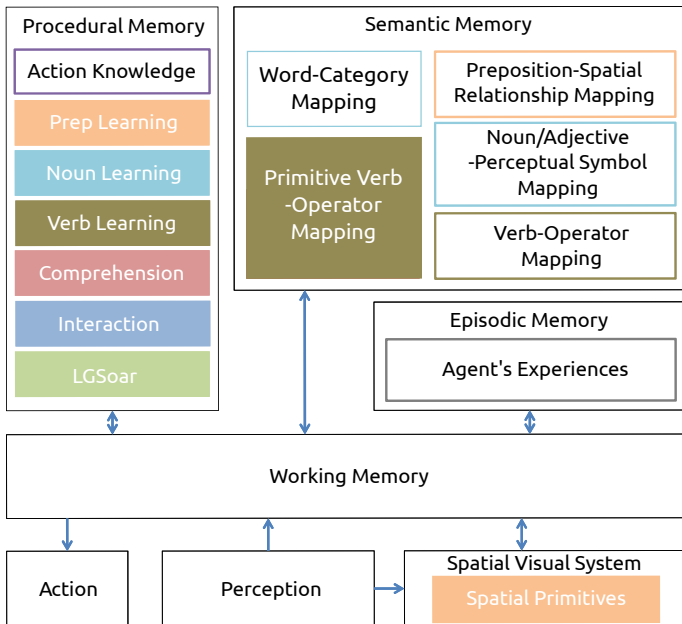 Procedural Memory
Action Knowledge
Prep Learning
Noun Learning
Verb Learning
Comprehension
Interaction
LGSoar
Semantic Memory
Word-Category
Mapping
Primitive Verb
-Operator
Mapping
Preposition-Spatial
Relationship Mapping
Noun/Adjective
-Perceptual Symbol
Mapping
Verb-Operator
Mapping
Episodic Memory
Agent's Experiences
Working Memory
Action
Perception
Spatial Visual System
Spatial Primitives